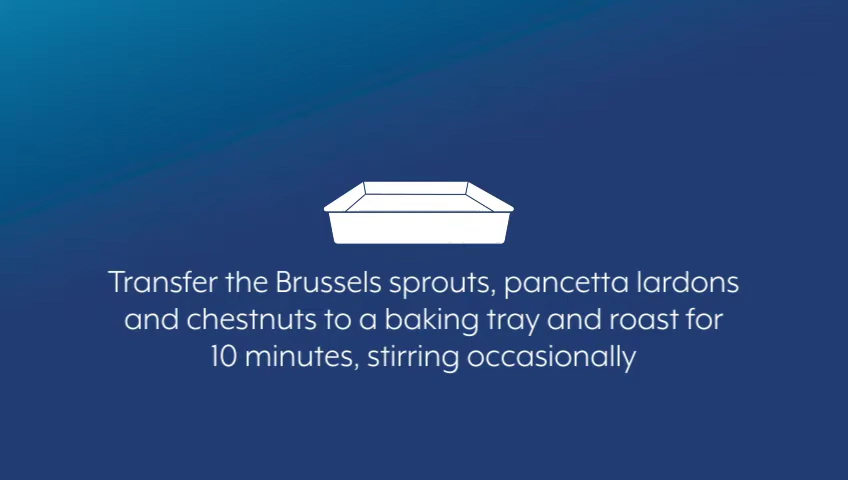 Transfer the Brussels sprouts, pancetta lardons
and chestnuts to a baking tray and roast for
10 minutes, stirring occasionally